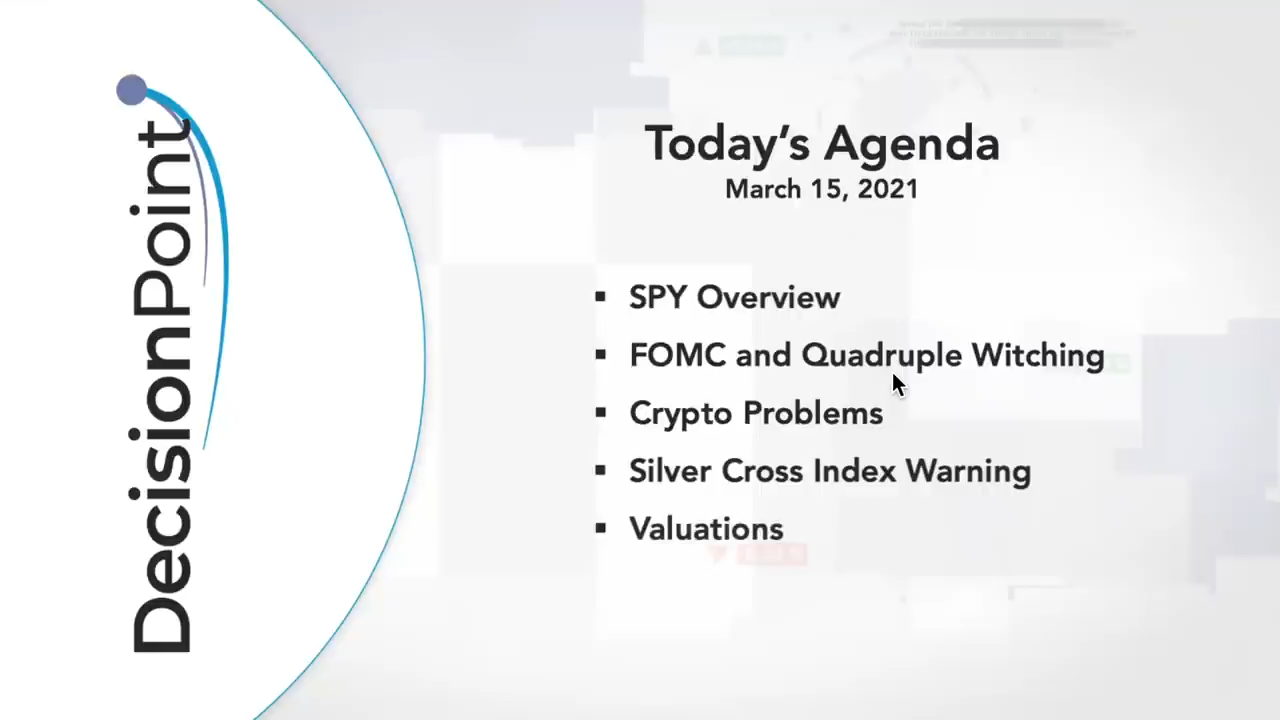 DecisionPoint
Today's Agenda
March 15, 2021
▪ SPY Overview
▪ FOMC and Quadruple Witching
▪ Crypto Problems
▪ Silver Cross Index Warning
▪ Valuations